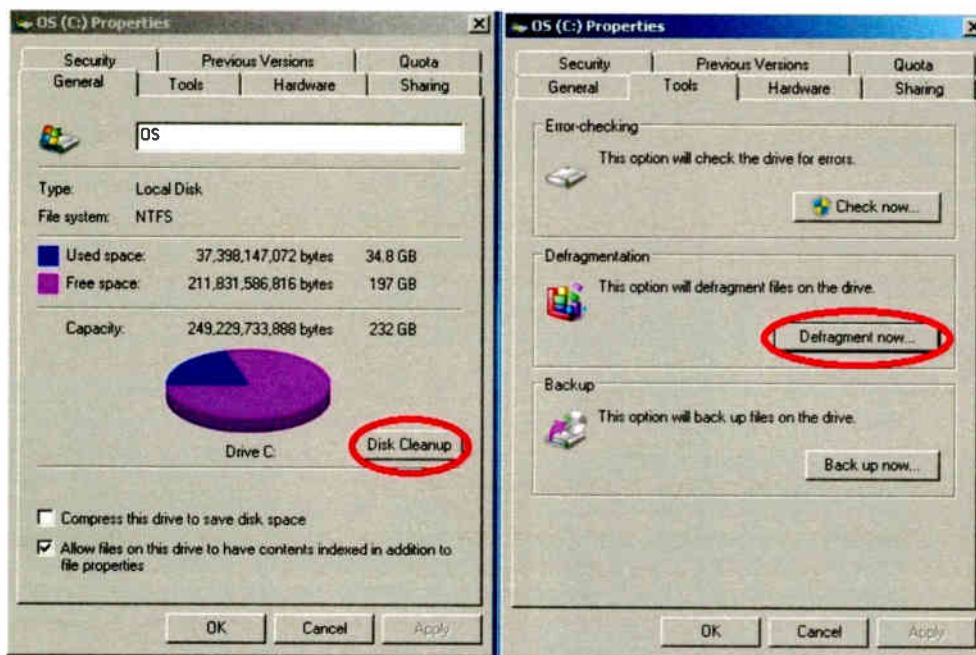 OS (C:) Properties
Security Previous Versions Quota
General Tools Hardware Sharing
OS
Type: Local Disk
File system: NTFS
Used space: 37,398,147,072 bytes 34.8 GB
Free space: 211,831,586,816 bytes 197 GB
Capacity: 249,229,733,888 bytes 232 GB
Drive C: Disk Cleanup
Compress this drive to save disk space
Allow files on this drive to have contents indexed in addition to
file properties
OK Cancel Apply
OS (C:) Properties
Security Previous Versions Quota
General Tools Hardware Sharing
Error-checking
This option will check the drive for errors.
Check now...
Defragmentation
This option will defragment files on the drive.
Defragment now...
Backup
This option will back up files on the drive.
Back up now...
OK Cancel Apply